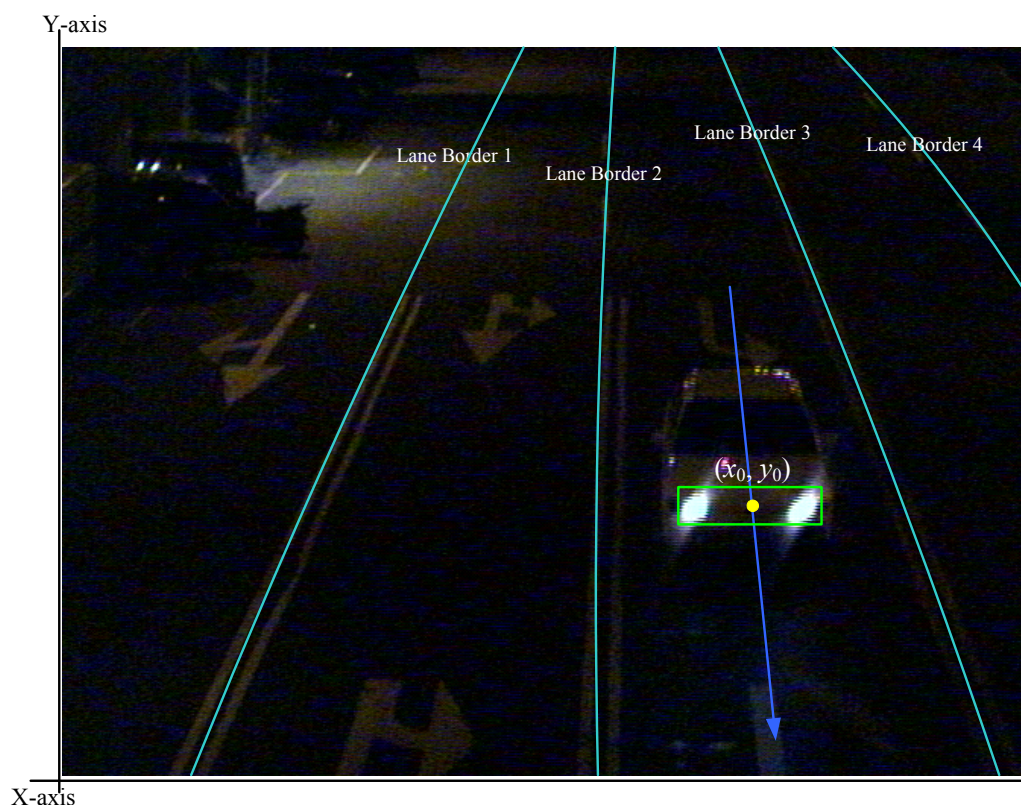 Y-axis
Lane Border 1
Lane Border 2
Lane Border 3
Lane Border 4
(x₀, y₀)
X-axis